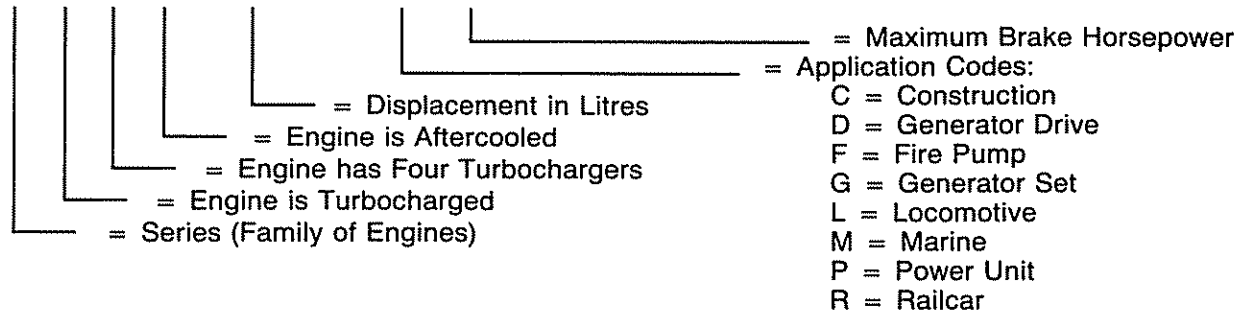 = Maximum Brake Horsepower
= Application Codes:
C = Construction
= Displacement in Litres
D = Generator Drive
= Engine is Aftercooled
F = Fire Pump
= Engine has Four Turbochargers
G = Generator Set
= Engine is Turbocharged
L = Locomotive
= Series (Family of Engines)
M = Marine
P = Power Unit
R = Railcar